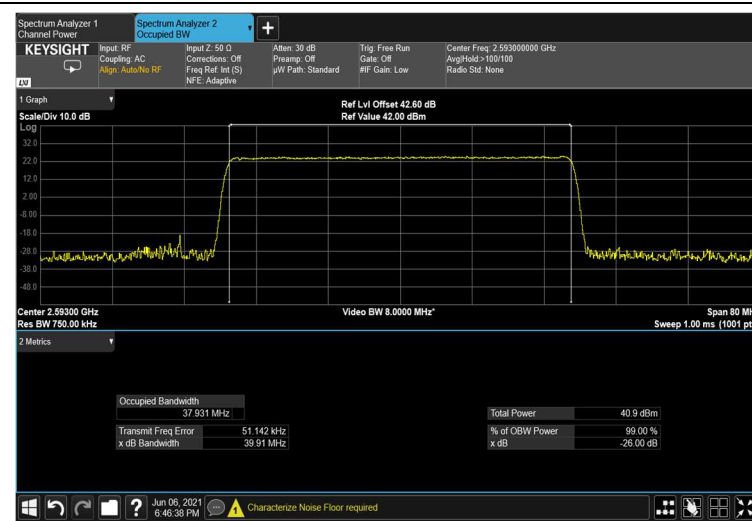 Spectrum Analyzer 1
Channel Power
Spectrum Analyzer 2
Occupied BW
KEYSIGHT
LXI
Input: RF
Coupling: AC
Align: Auto/No RF
Input Z: 50 Ω
Corrections: Off
Freq Ref: Int (S)
NFE: Adaptive
Atten: 30 dB
Preamp: Off
µW Path: Standard
Trig: Free Run
Gate: Off
#IF Gain: Low
Center Freq: 2.593000000 GHz
Avg|Hold:>100/100
Radio Std: None
1 Graph
Scale/Div 10.0 dB
Ref Lvl Offset 42.60 dB
Ref Value 42.00 dBm
Log
32.0
22.0
12.0
2.00
-8.00
-18.0
-28.0
-38.0
-48.0
Center 2.59300 GHz
Res BW 750.00 kHz
Video BW 8.0000 MHz*
Span 80 MH
Sweep 1.00 ms (1001 pt
2 Metrics
Occupied Bandwidth
37.931 MHz
Transmit Freq Error 51.142 kHz
x dB Bandwidth 39.91 MHz
Total Power 40.9 dBm
% of OBW Power 99.00 %
x dB -26.00 dB
?
Jun 06, 2021
6:46:38 PM
Characterize Noise Floor required